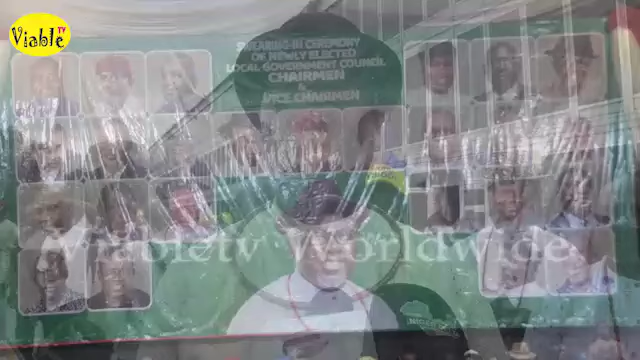 Viable TV
SWEARING-IN CEREMONY
OF NEWLY ELECTED
LOCAL GOVERNMENT COUNCIL
CHAIRMEN
&
VICE CHAIRMEN
Viabletv Worldwide